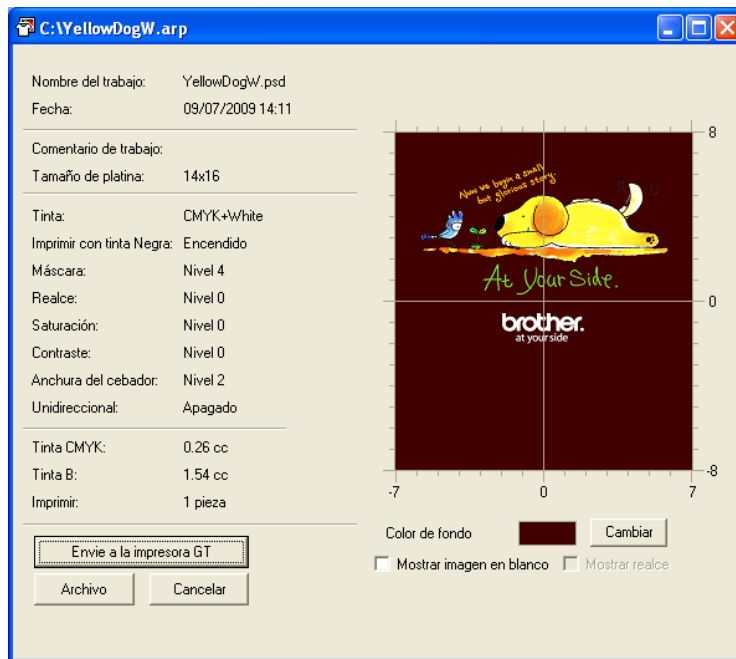 C:\YellowDogW.arp
Nombre del trabajo: YellowDogW.psd
Fecha: 09/07/2009 14:11
Comentario de trabajo:
Tamaño de platina: 14x16
Tinta: CMYK+White
Imprimir con tinta Negra: Encendido
Máscara: Nivel 4
Realce: Nivel 0
Saturación: Nivel 0
Contraste: Nivel 0
Anchura del cebador: Nivel 2
Unidireccional: Apagado
Tinta CMYK: 0.26 cc
Tinta B: 1.54 cc
Imprimir: 1 pieza
Envie a la impresora GT
Archivo Cancelar
8
Now we begin a small
but glorious story.
At Your Side.
0
brother.
at your side
-8
-7 0 7
Color de fondo Cambiar
Mostrar imagen en blanco Mostrar realce